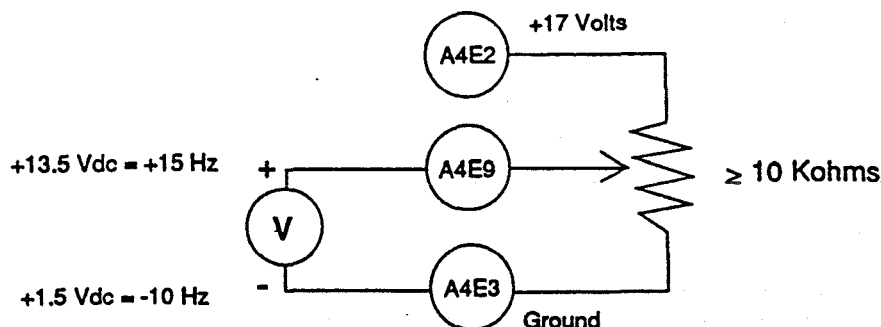 +17 Volts
A4E2
+13.5 Vdc = +15 Hz
+
A4E9
≥ 10 Kohms
V
+1.5 Vdc = -10 Hz
-
A4E3
Ground